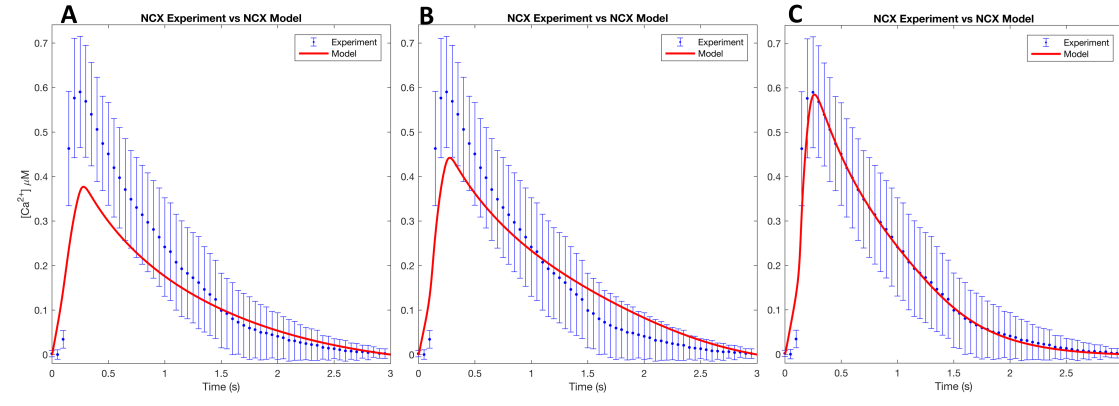 A
NCX Experiment vs NCX Model
Experiment
Model
[Ca²⁺] μM
0.7
0.6
0.5
0.4
0.3
0.2
0.1
0
0 0.5 1 1.5 2 2.5 3
Time (s)
B
NCX Experiment vs NCX Model
Experiment
Model
0.7
0.6
0.5
0.4
0.3
0.2
0.1
0
0 0.5 1 1.5 2 2.5 3
Time (s)
C
NCX Experiment vs NCX Model
Experiment
Model
0.7
0.6
0.5
0.4
0.3
0.2
0.1
0
0 0.5 1 1.5 2 2.5
Time (s)